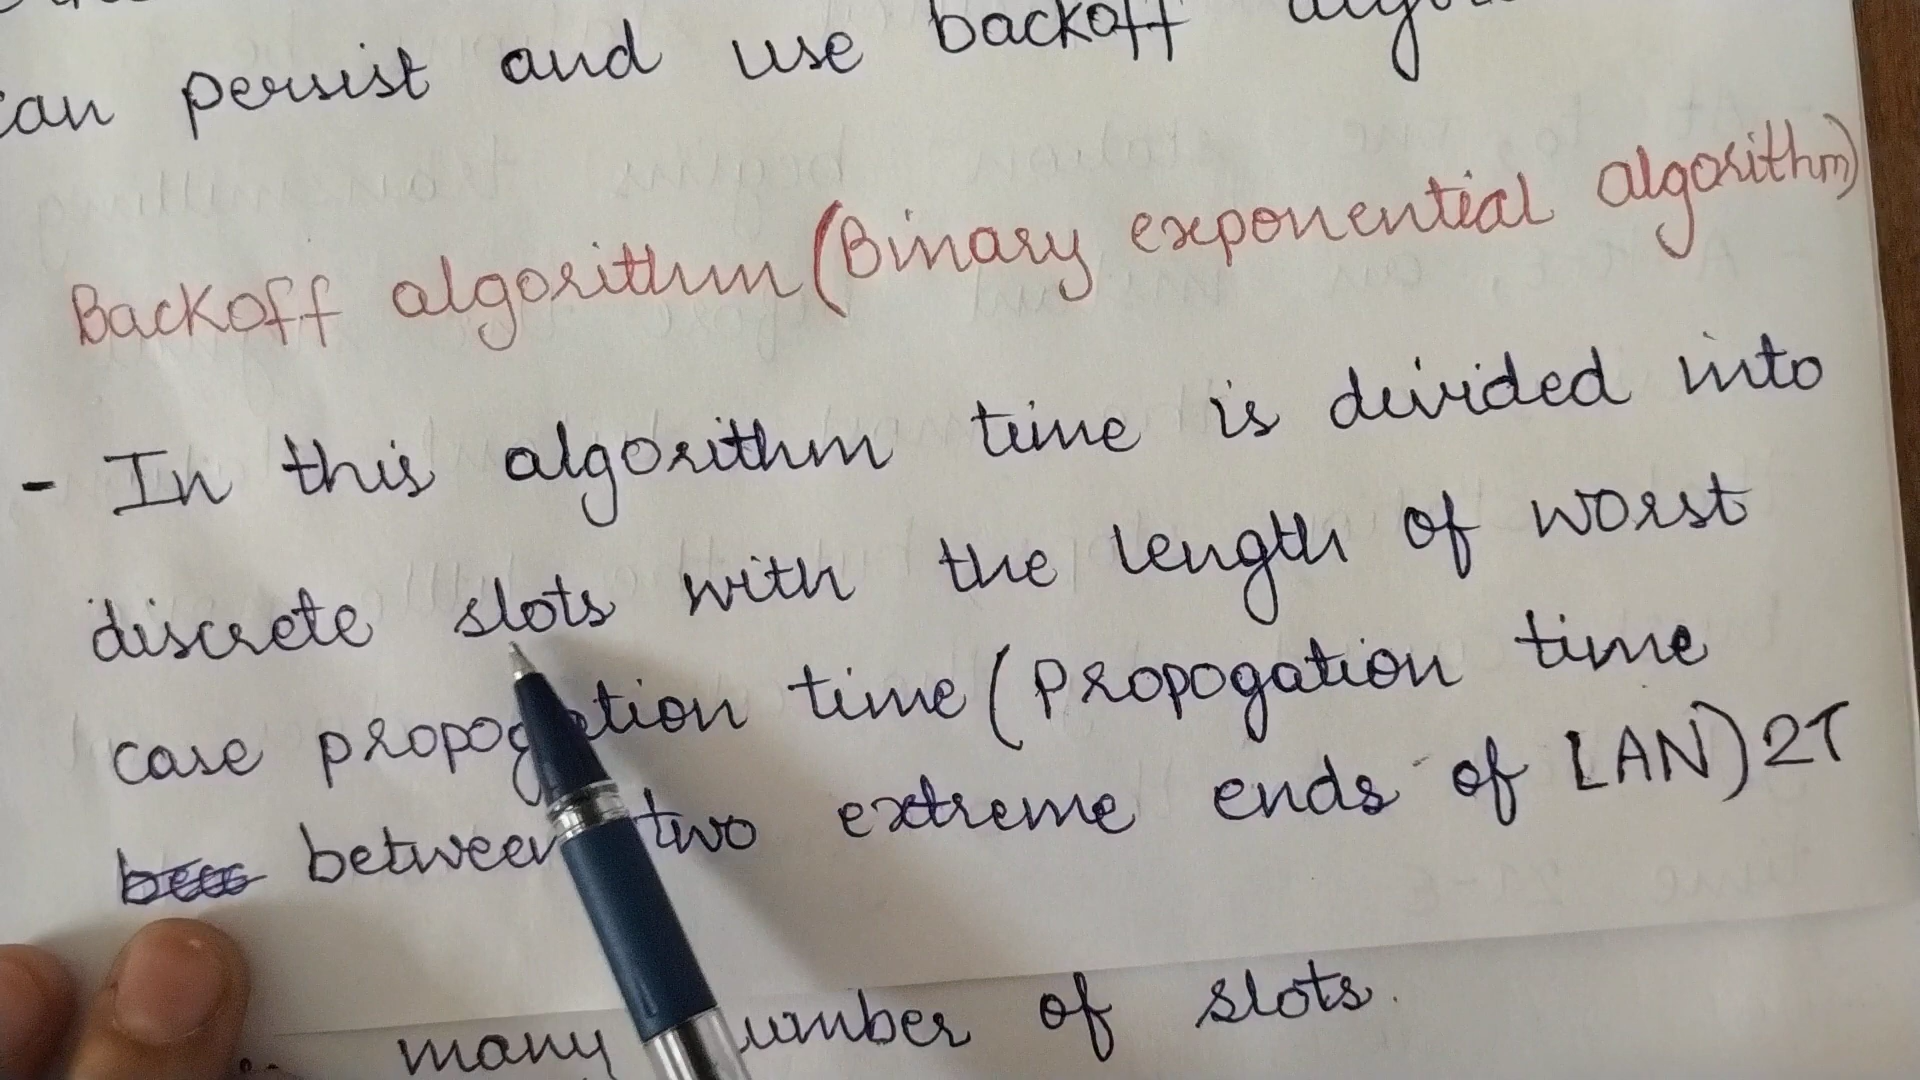 can persist and use backoff
Backoff algorithm (Binary exponential algorithm)
- In this algorithm time is divided into
discrete slots with the length of worst
case propogation time (Propogation time
between two extreme ends of LAN) 2T
many number of slots.